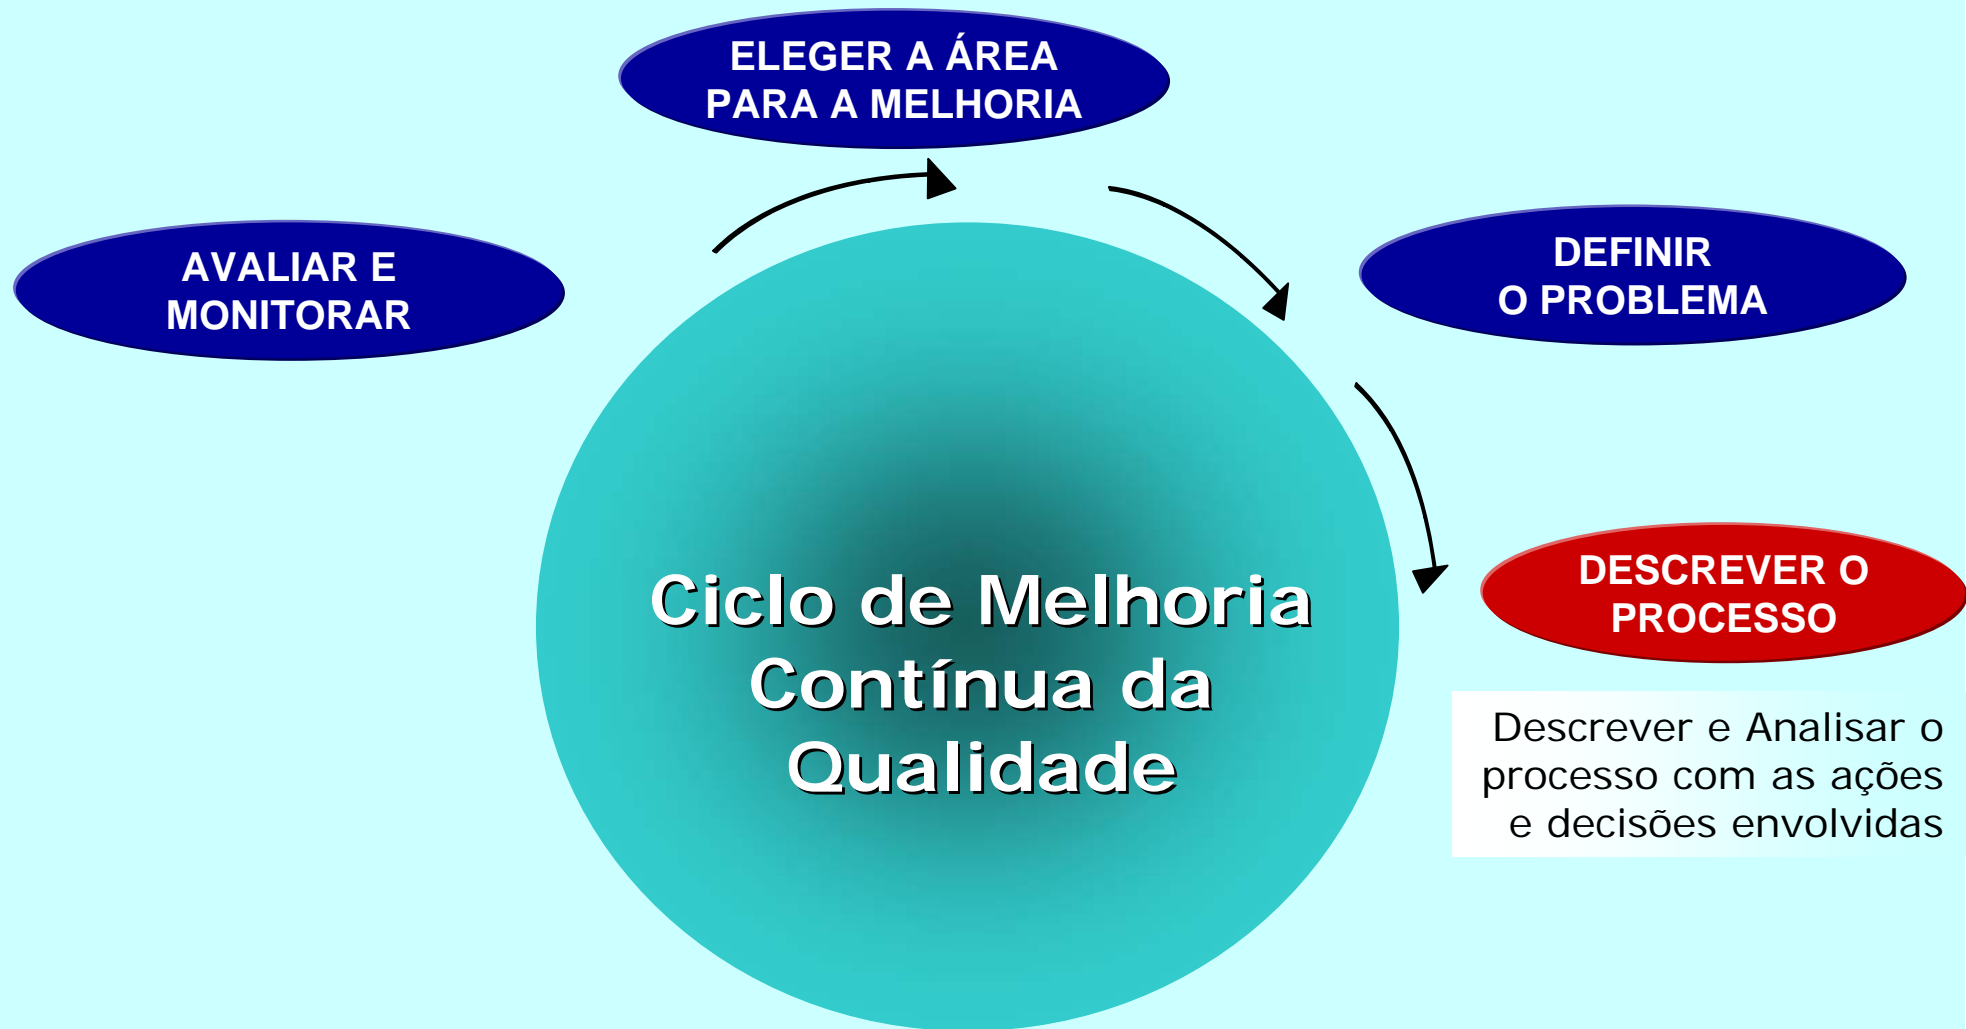 ELEGER A ÁREA
PARA A MELHORIA
AVALIAR E
MONITORAR
DEFINIR
O PROBLEMA
DESCREVER O
PROCESSO
Ciclo de Melhoria
Contínua da
Qualidade
Descrever e Analisar o
processo com as ações
e decisões envolvidas